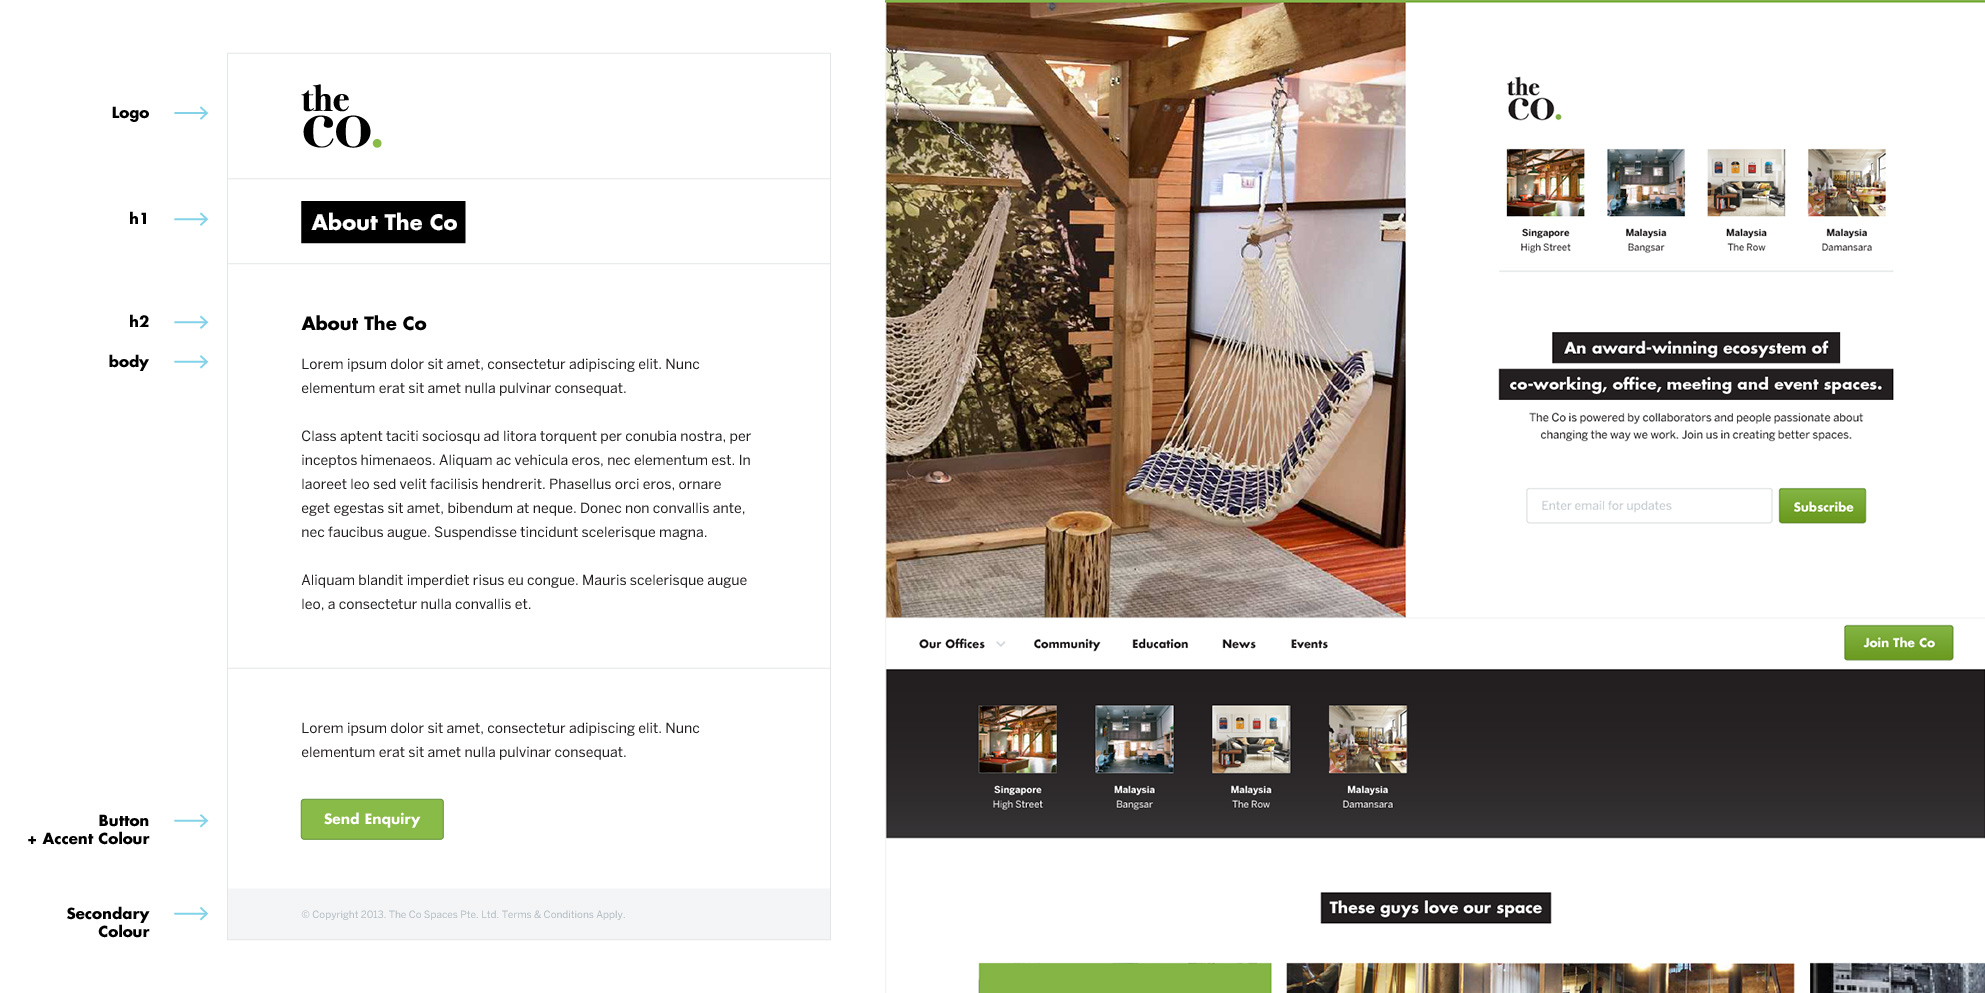 Logo
the
co.
h1
About The Co
h2
About The Co
body
Lorem ipsum dolor sit amet, consectetur adipiscing elit. Nunc
elementum erat sit amet nulla pulvinar consequat.
Class aptent taciti sociosqu ad litora torquent per conubia nostra, per
inceptos himenaeos. Aliquam ac vehicula eros, nec elementum est. In
laoreet leo sed velit facilisis hendrerit. Phasellus orci eros, ornare
eget egestas sit amet, bibendum at neque. Donec non convallis ante,
nec faucibus augue. Suspendisse tincidunt scelerisque magna.
Aliquam blandit imperdiet risus eu congue. Mauris scelerisque augue
leo, a consectetur nulla convallis et.
Lorem ipsum dolor sit amet, consectetur adipiscing elit. Nunc
elementum erat sit amet nulla pulvinar consequat.
Button
+ Accent Colour
Send Enquiry
Secondary
Colour
© Copyright 2013. The Co Spaces Pte. Ltd. Terms & Conditions Apply.
the
co.
Singapore
High Street
Malaysia
Bangsar
Malaysia
The Row
Malaysia
Damansara
An award-winning ecosystem of
co-working, office, meeting and event spaces.
The Co is powered by collaborators and people passionate about
changing the way we work. Join us in creating better spaces.
Enter email for updates
Subscribe
Our Offices
Community
Education
News
Events
Join The Co
Singapore
High Street
Malaysia
Bangsar
Malaysia
The Row
Malaysia
Damansara
These guys love our space